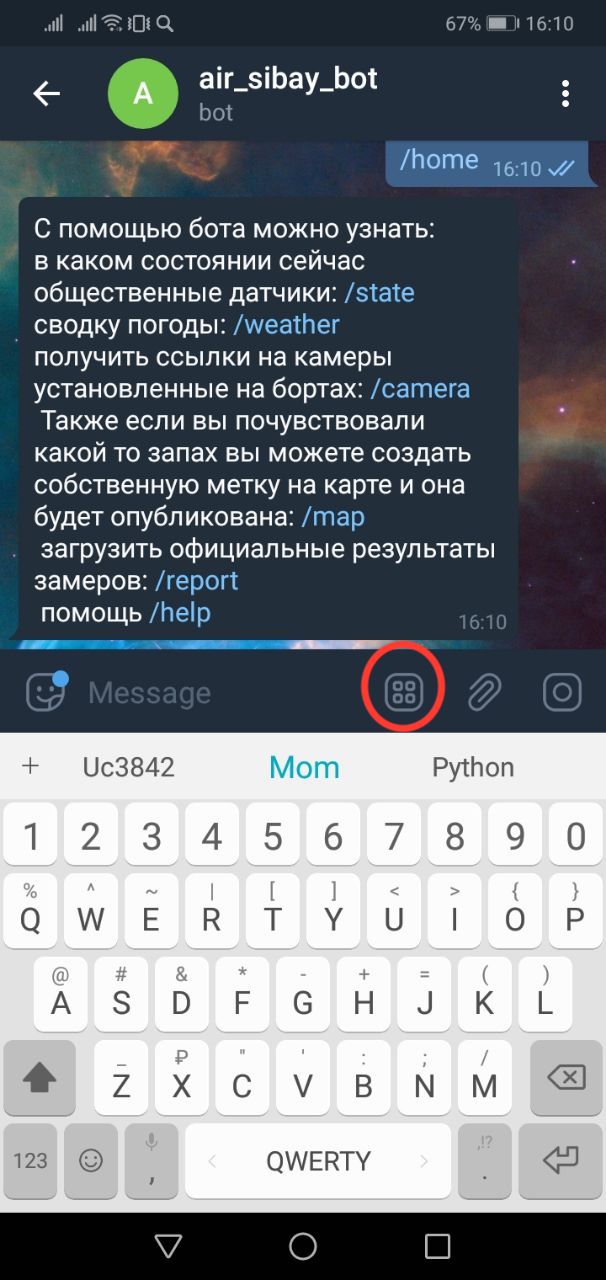 67% 16:10
A
air_sibay_bot
bot
/home 16:10
С помощью бота можно узнать:
в каком состоянии сейчас
общественные датчики: /state
сводку погоды: /weather
получить ссылки на камеры
установленные на бортах: /camera
Также если вы почувствовали
какой то запах вы можете создать
собственную метку на карте и она
будет опубликована: /map
загрузить официальные результаты
замеров: /report
помощь /help
16:10
Message
+ Uc3842 Mom Python
1 2 3 4 5 6 7 8 9 0
% ^ ~ | [ ] < > { }
Q W E R T Y U I O P
@ # & * - + = ( )
A S D F G H J K L
_ ₽ " ' : ; /
Z X C V B N M
,!?
123 , < QWERTY > .